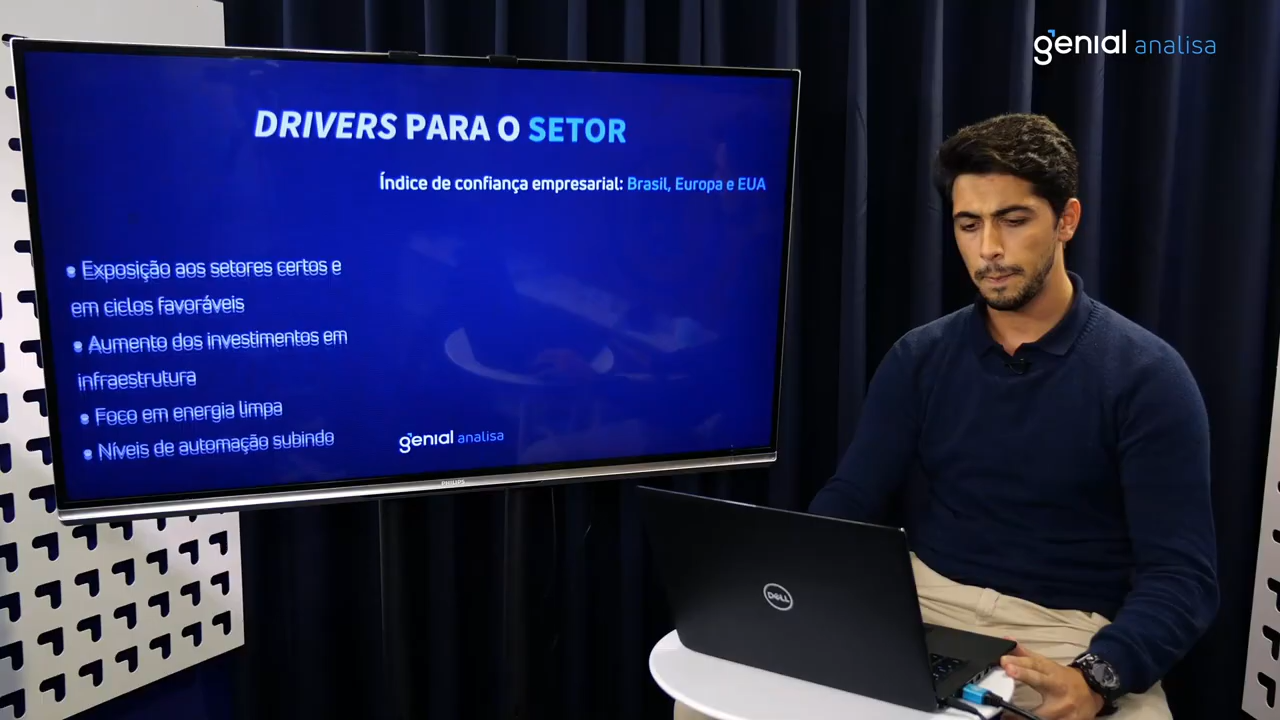 genial analisa
DRIVERS PARA O SETOR
Índice de confiança empresarial: Brasil, Europa e EUA
• Exposição aos setores certos e
em ciclos favoráveis
• Aumento dos investimentos em
infraestrutura
• Foco em energia limpa
• Níveis de automação subindo
genial analisa
PHILIPS
DELL